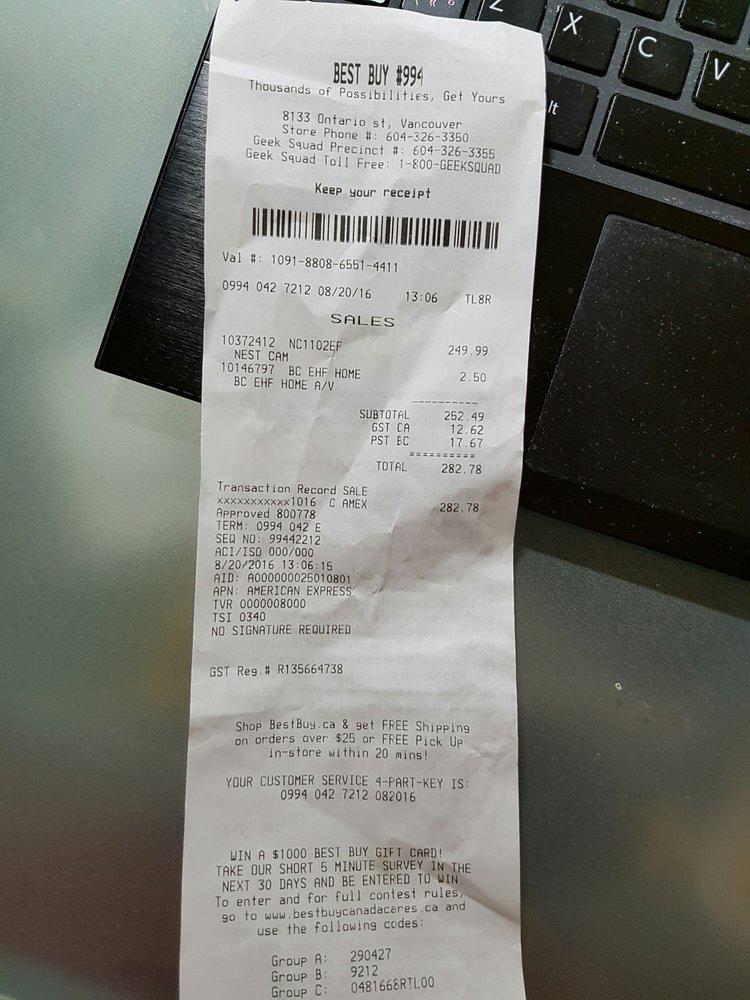 Z
X
C
V
lt
BEST BUY #994
Thousands of Possibilities, Get Yours
8133 Ontario st, Vancouver
Store Phone #: 604-326-3350
Geek Squad Precinct #: 604-326-3355
Geek Squad Toll Free: 1-800-GEEKSQUAD
Keep your receipt
Val #: 1091-8808-6551-4411
0994 042 7212 08/20/16 13:06 TL8R
SALES
10372412 NC1102EF 249.99
NEST CAM
10146797 BC EHF HOME 2.50
BC EHF HOME A/V
----------
SUBTOTAL 252.49
GST CA 12.62
PST BC 17.67
==========
TOTAL 282.78
Transaction Record SALE
xxxxxxxxxxx1016 C AMEX 282.78
Approved 800778
TERM: 0994 042 E
SEQ NO: 99442212
ACI/ISO 000/000
8/20/2016 13:06:15
AID: A000000025010801
APN: AMERICAN EXPRESS
TVR 0000008000
TSI 0340
NO SIGNATURE REQUIRED
GST Reg.# R135664738
Shop BestBuy.ca & get FREE Shipping
on orders over $25 or FREE Pick Up
in-store within 20 mins!
YOUR CUSTOMER SERVICE 4-PART-KEY IS:
0994 042 7212 082016
WIN A $1000 BEST BUY GIFT CARD!
TAKE OUR SHORT 5 MINUTE SURVEY IN THE
NEXT 30 DAYS AND BE ENTERED TO WIN.
To enter and for full contest rules,
go to www.bestbuycanadacares.ca and
use the following codes:
Group A: 290427
Group B: 9212
Group C: 0481668RTL00